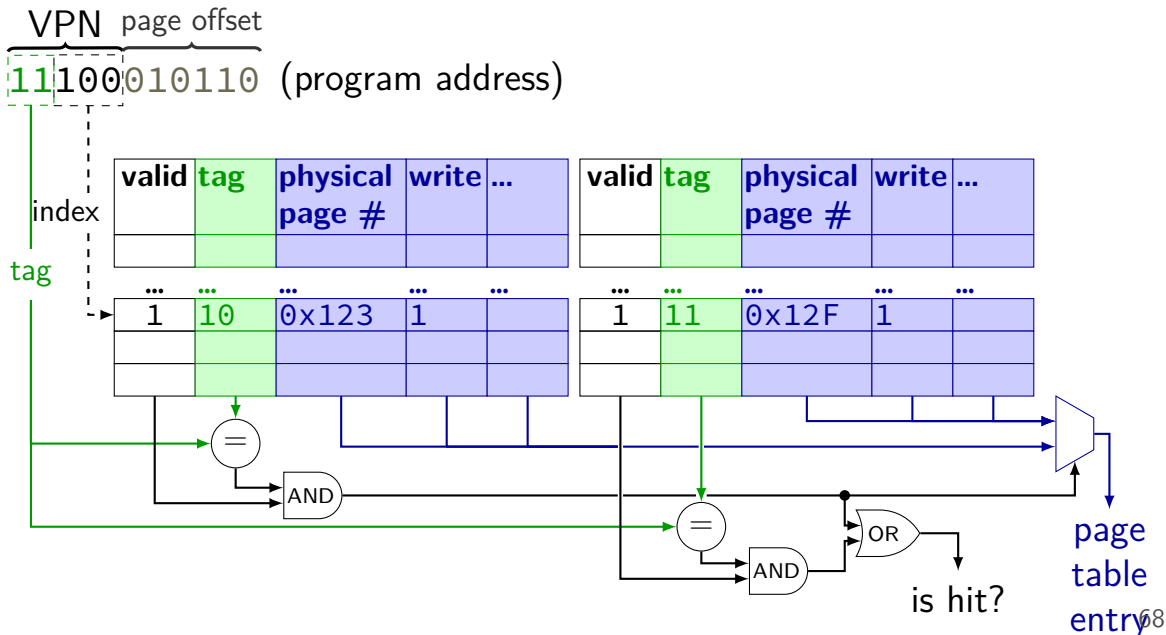 VPN page offset
11100010110 (program address)
valid tag physical page # write ... valid tag physical page # write ...
index
tag
... ... ... ... ... ... ... ... ... ...
1 10 0x123 1 1 11 0x12F 1
=
AND
=
OR
AND
page
table
entry
is hit?
68